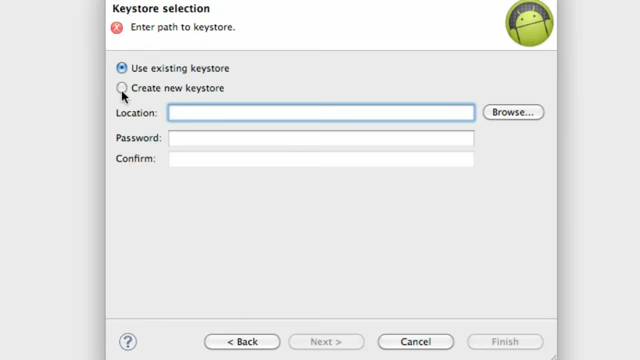 Keystore selection
Enter path to keystore.
Use existing keystore
Create new keystore
Location:
Browse...
Password:
Confirm:
?
< Back
Next >
Cancel
Finish